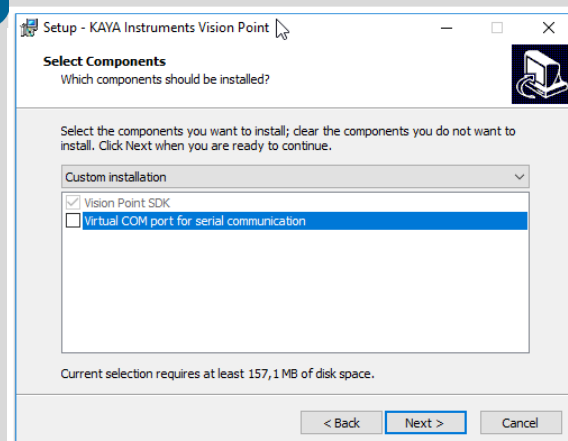 Setup - KAYA Instruments Vision Point
Select Components
Which components should be installed?
Select the components you want to install; clear the components you do not want to
install. Click Next when you are ready to continue.
Custom installation
Vision Point SDK
Virtual COM port for serial communication
Current selection requires at least 157,1 MB of disk space.
< Back Next > Cancel